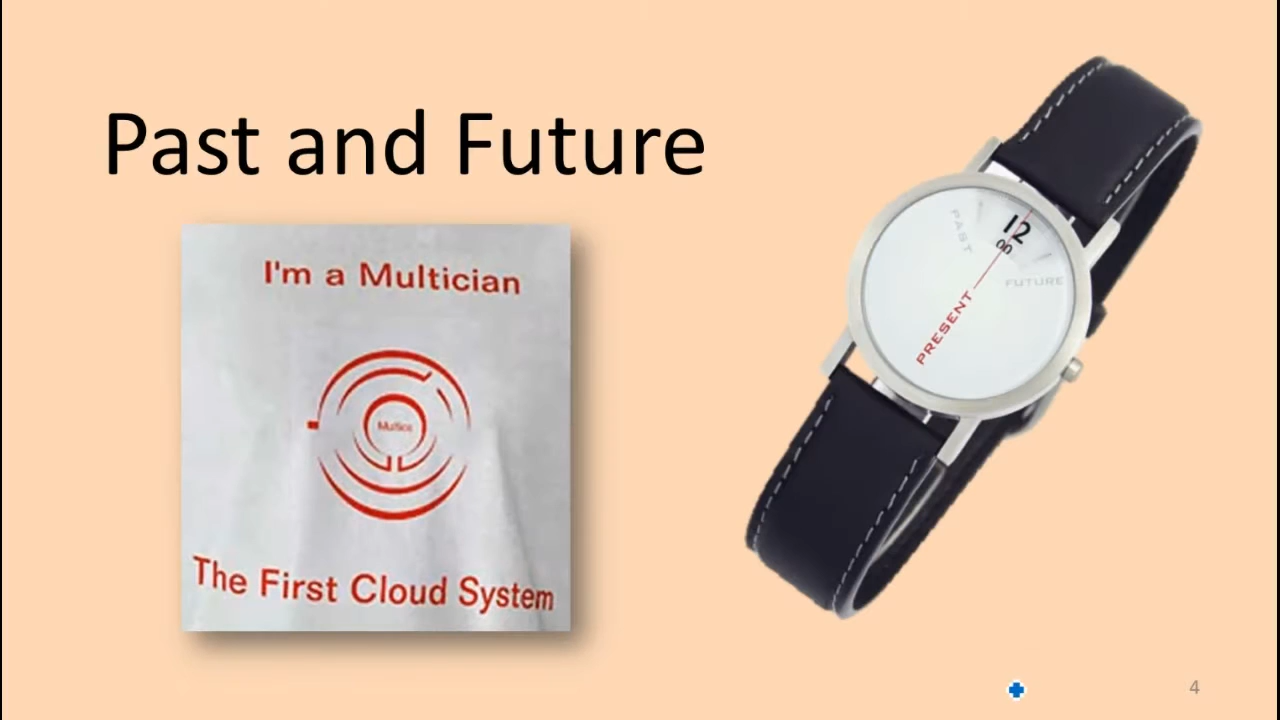 Past and Future
I'm a Multician
Multics
The First Cloud System
PAST
12
00
FUTURE
PRESENT
4